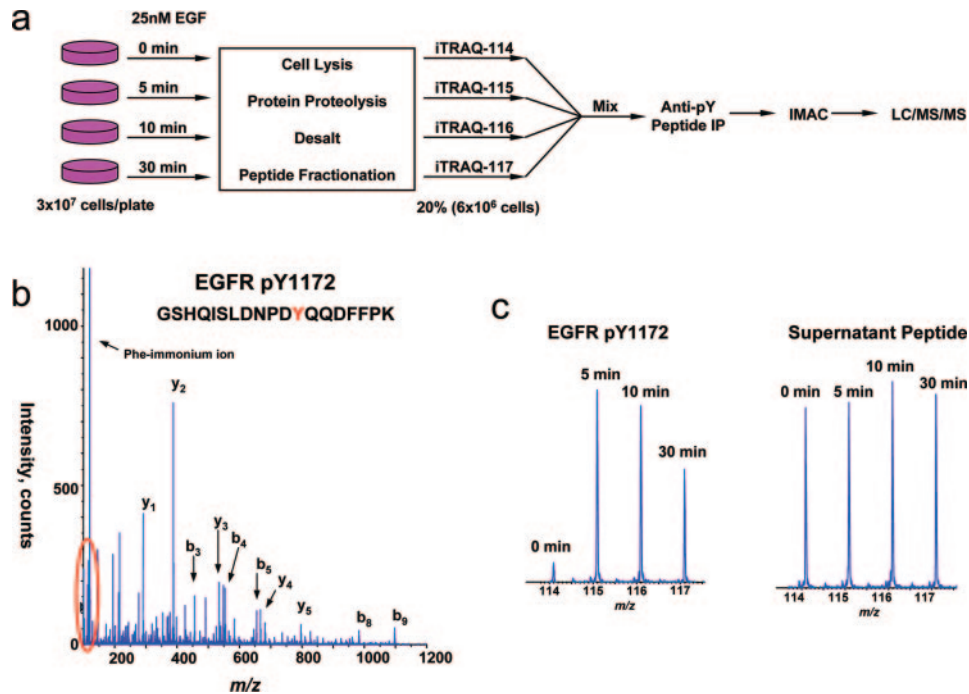 a
25nM EGF
0 min
5 min
10 min
30 min
3x10⁷ cells/plate
Cell Lysis
Protein Proteolysis
Desalt
Peptide Fractionation
iTRAQ-114
iTRAQ-115
iTRAQ-116
iTRAQ-117
20% (6x10⁶ cells)
Mix
Anti-pY
Peptide IP
IMAC
LC/MS/MS
b
EGFR pY1172
GSHQISLDNPDYQQDFFPK
Phe-immonium ion
Intensity, counts
1000
500
0
y₁
y₂
b₃
y₃
b₄
b₅
y₄
y₅
b₈
b₉
200
400
600
800
1000
1200
m/z
c
EGFR pY1172
0 min
5 min
10 min
30 min
114
115
116
117
m/z
Supernatant Peptide
0 min
5 min
10 min
30 min
114
115
116
117
m/z